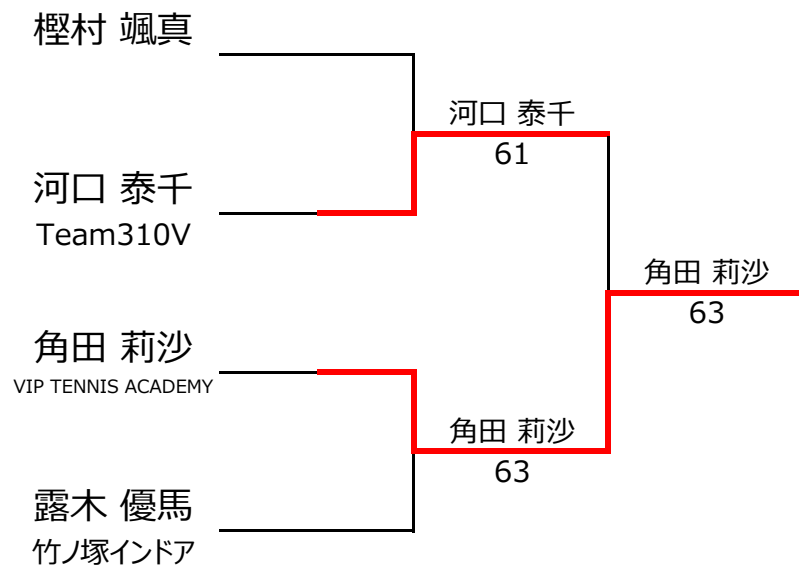 樫村 颯真
河口 泰千
Team310V
角田 莉沙
VIP TENNIS ACADEMY
露木 優馬
竹ノ塚インドア
河口 泰千
61
角田 莉沙
63
角田 莉沙
63